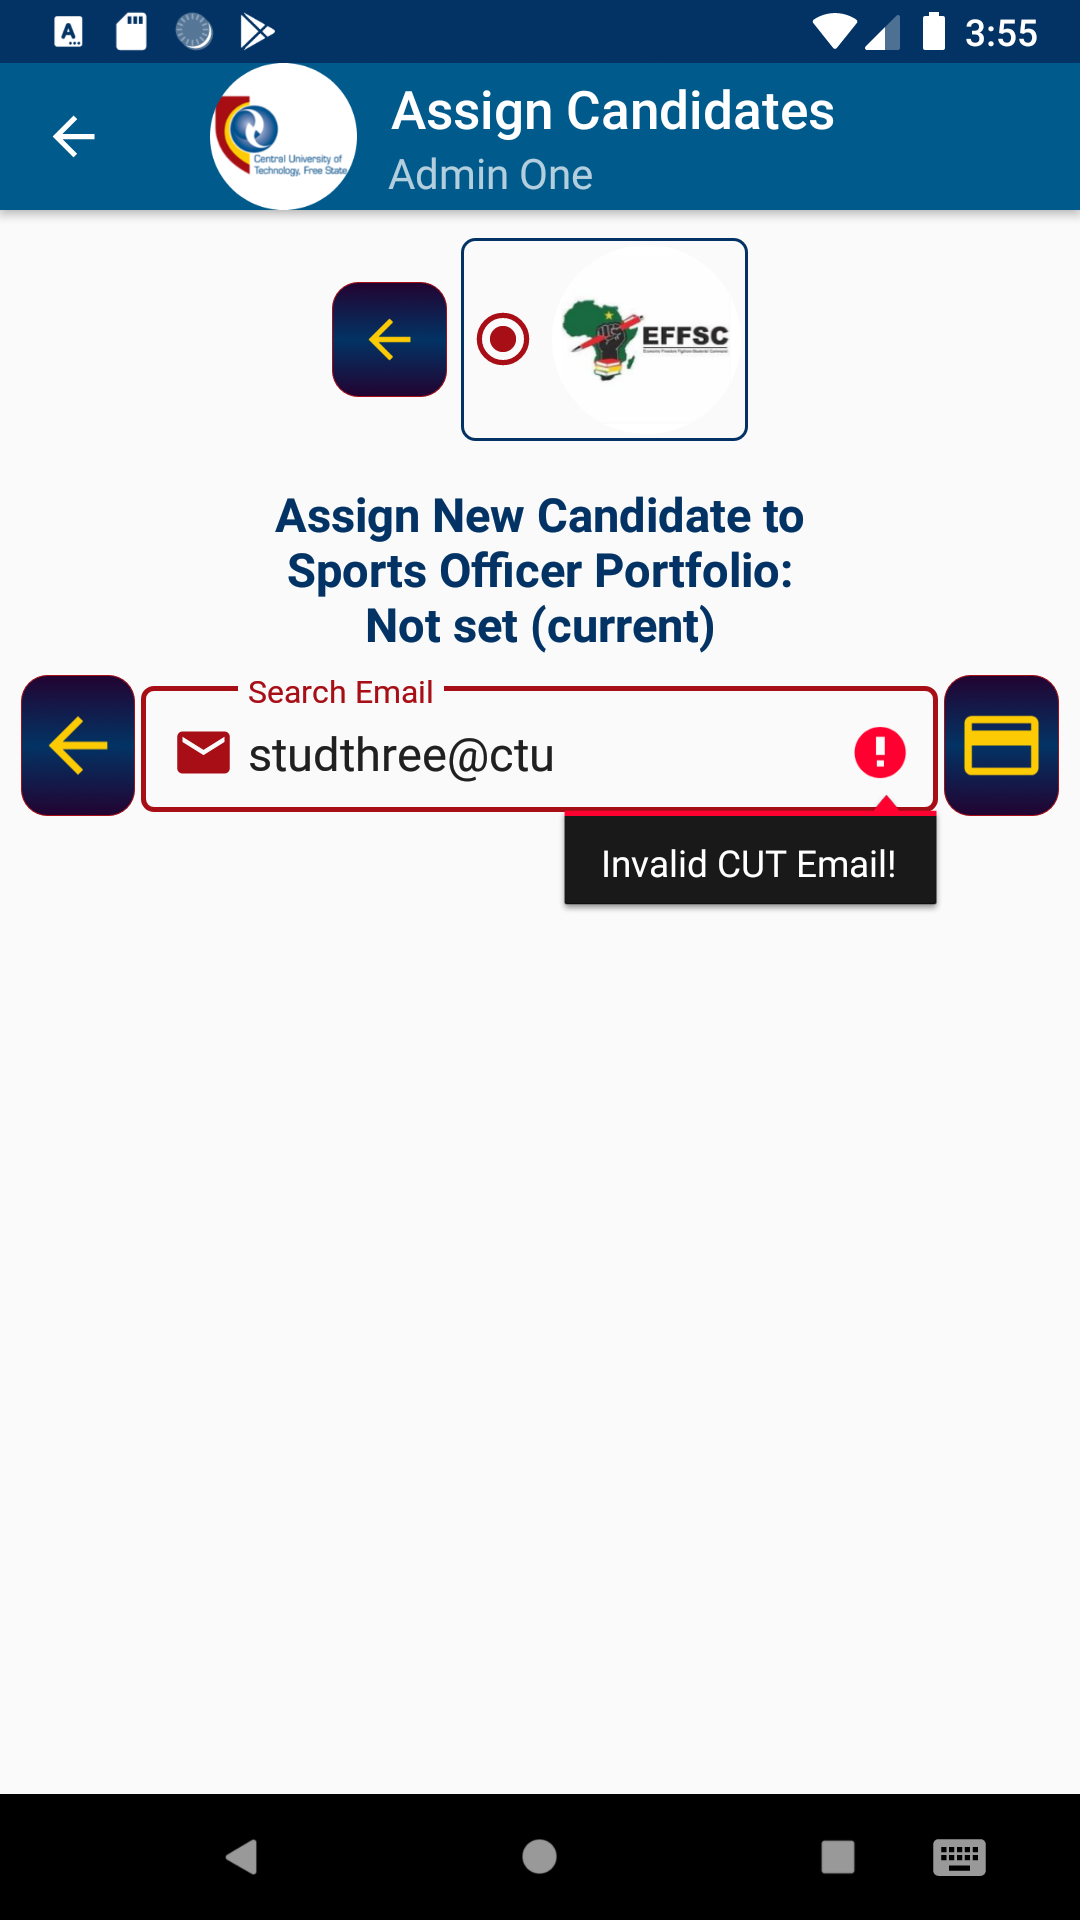 3:55
Assign Candidates
Admin One
Central University of
Technology, Free State
EFFSC
Assign New Candidate to
Sports Officer Portfolio:
Not set (current)
Search Email
studthree@ctu
Invalid CUT Email!